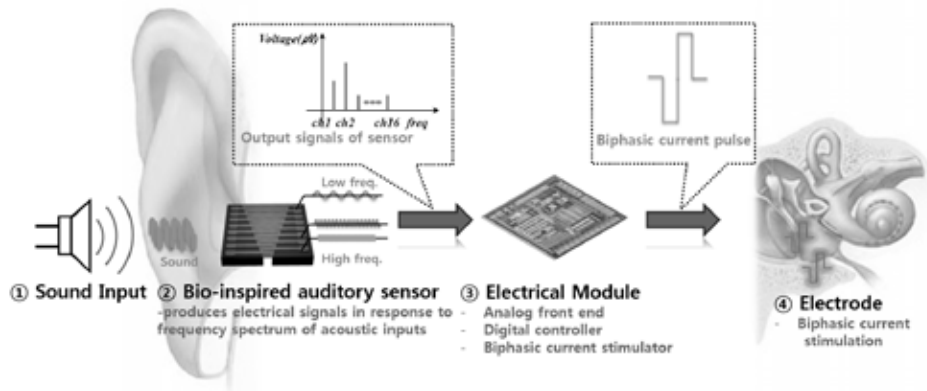 Voltage(μV)
ch1 ch2 ch16 freq
Output signals of sensor
Biphasic current pulse
Low freq.
Sound
High freq.
① Sound Input
② Bio-inspired auditory sensor
-produces electrical signals in response to
frequency spectrum of acoustic inputs
③ Electrical Module
- Analog front end
- Digital controller
- Biphasic current stimulator
④ Electrode
- Biphasic current
stimulation